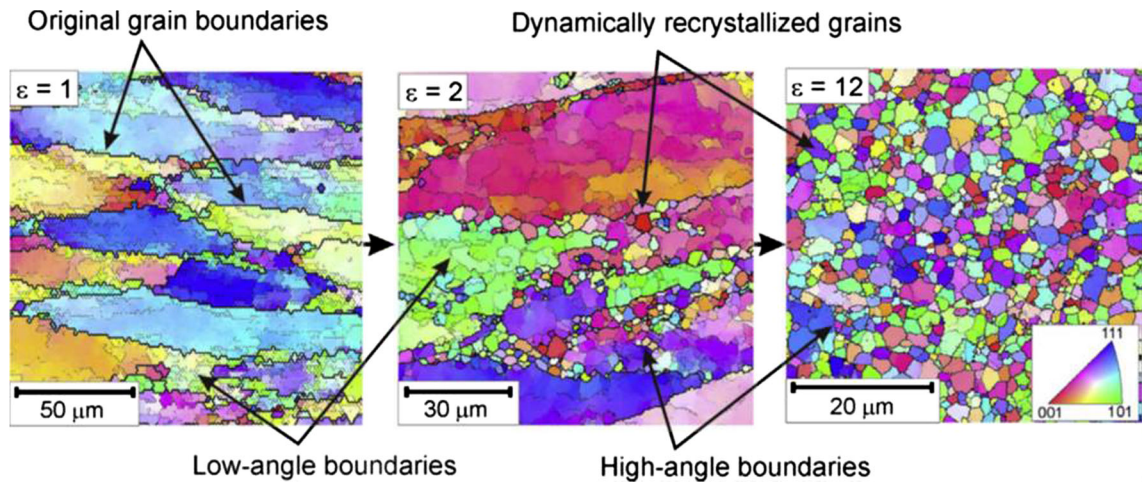 Original grain boundaries
Dynamically recrystallized grains
ε = 1
ε = 2
ε = 12
50 μm
30 μm
20 μm
111
001
101
Low-angle boundaries
High-angle boundaries